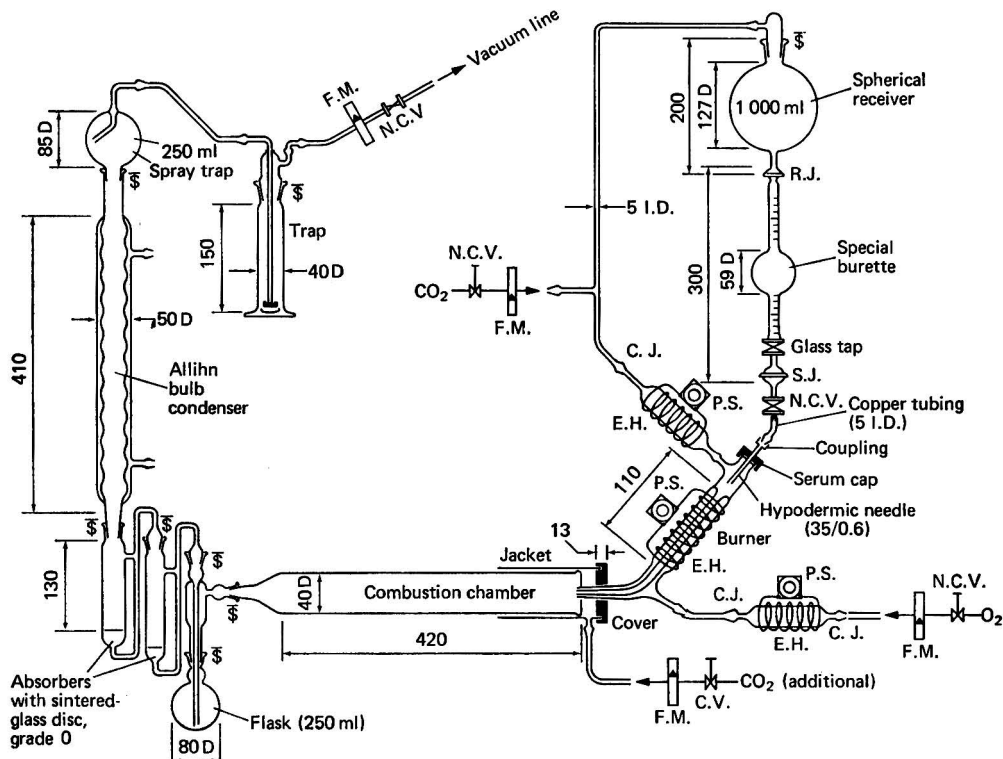 Vacuum line
F.M.
N.C.V
85 D
250 ml
Spray trap
$
$
$
Trap
150
40D
50 D
410
Allihn
bulb
condenser
$
$
$
130
Absorbers
with sintered-
glass disc,
grade 0
$
$
Flask (250 ml)
80 D
40D
Combustion chamber
420
Jacket
13
Cover
CO₂ (additional)
F.M.
C.V.
$
200
127 D
1 000 ml
Spherical
receiver
R.J.
5 I.D.
N.C.V.
CO₂
F.M.
300
59 D
Special
burette
Glass tap
S.J.
N.C.V.
Copper tubing
(5 I.D.)
Coupling
Serum cap
Hypodermic needle
(35/0.6)
C. J.
P.S.
E.H.
110
P.S.
Burner
E.H.
P.S.
C.J.
E.H.
C. J.
N.C.V.
O₂
F.M.